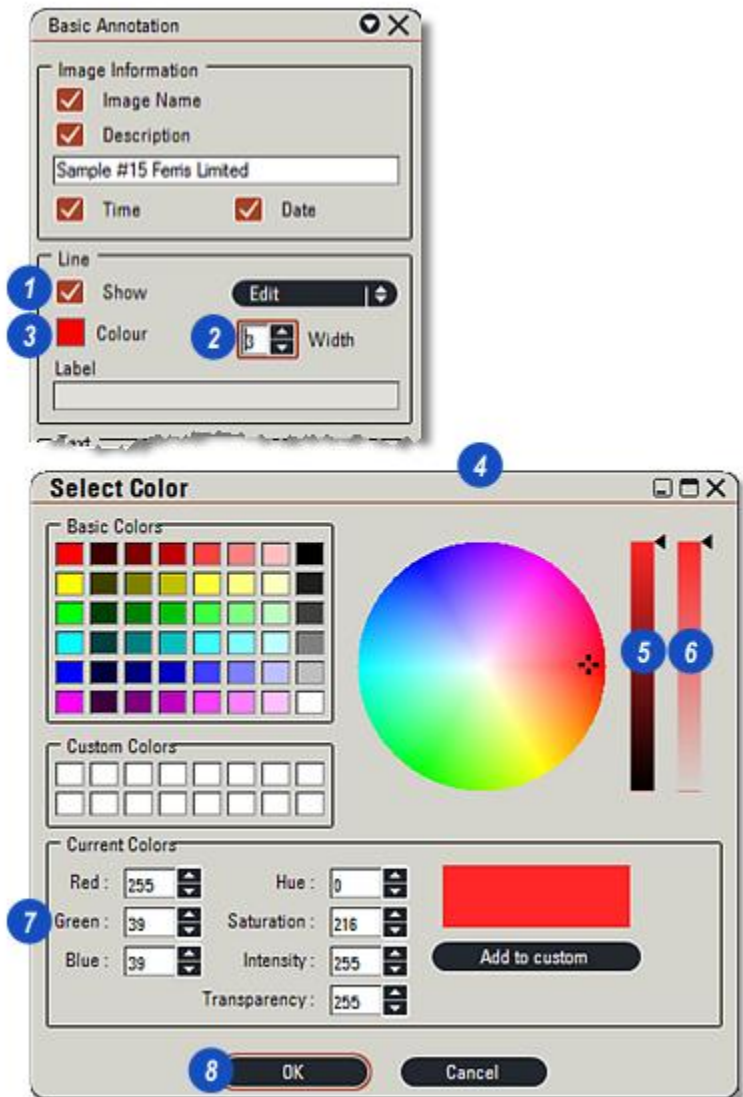 Basic Annotation
Image Information
Image Name
Description
Sample #15 Ferris Limited
Time Date
Line
1 Show Edit
3 Colour 2 3 Width
Label
Text
4
Select Color
Basic Colors
5 6
Custom Colors
Current Colors
Red : 255 Hue : 0
7 Green : 39 Saturation : 216
Blue : 39 Intensity : 255 Add to custom
Transparency : 255
8 OK Cancel